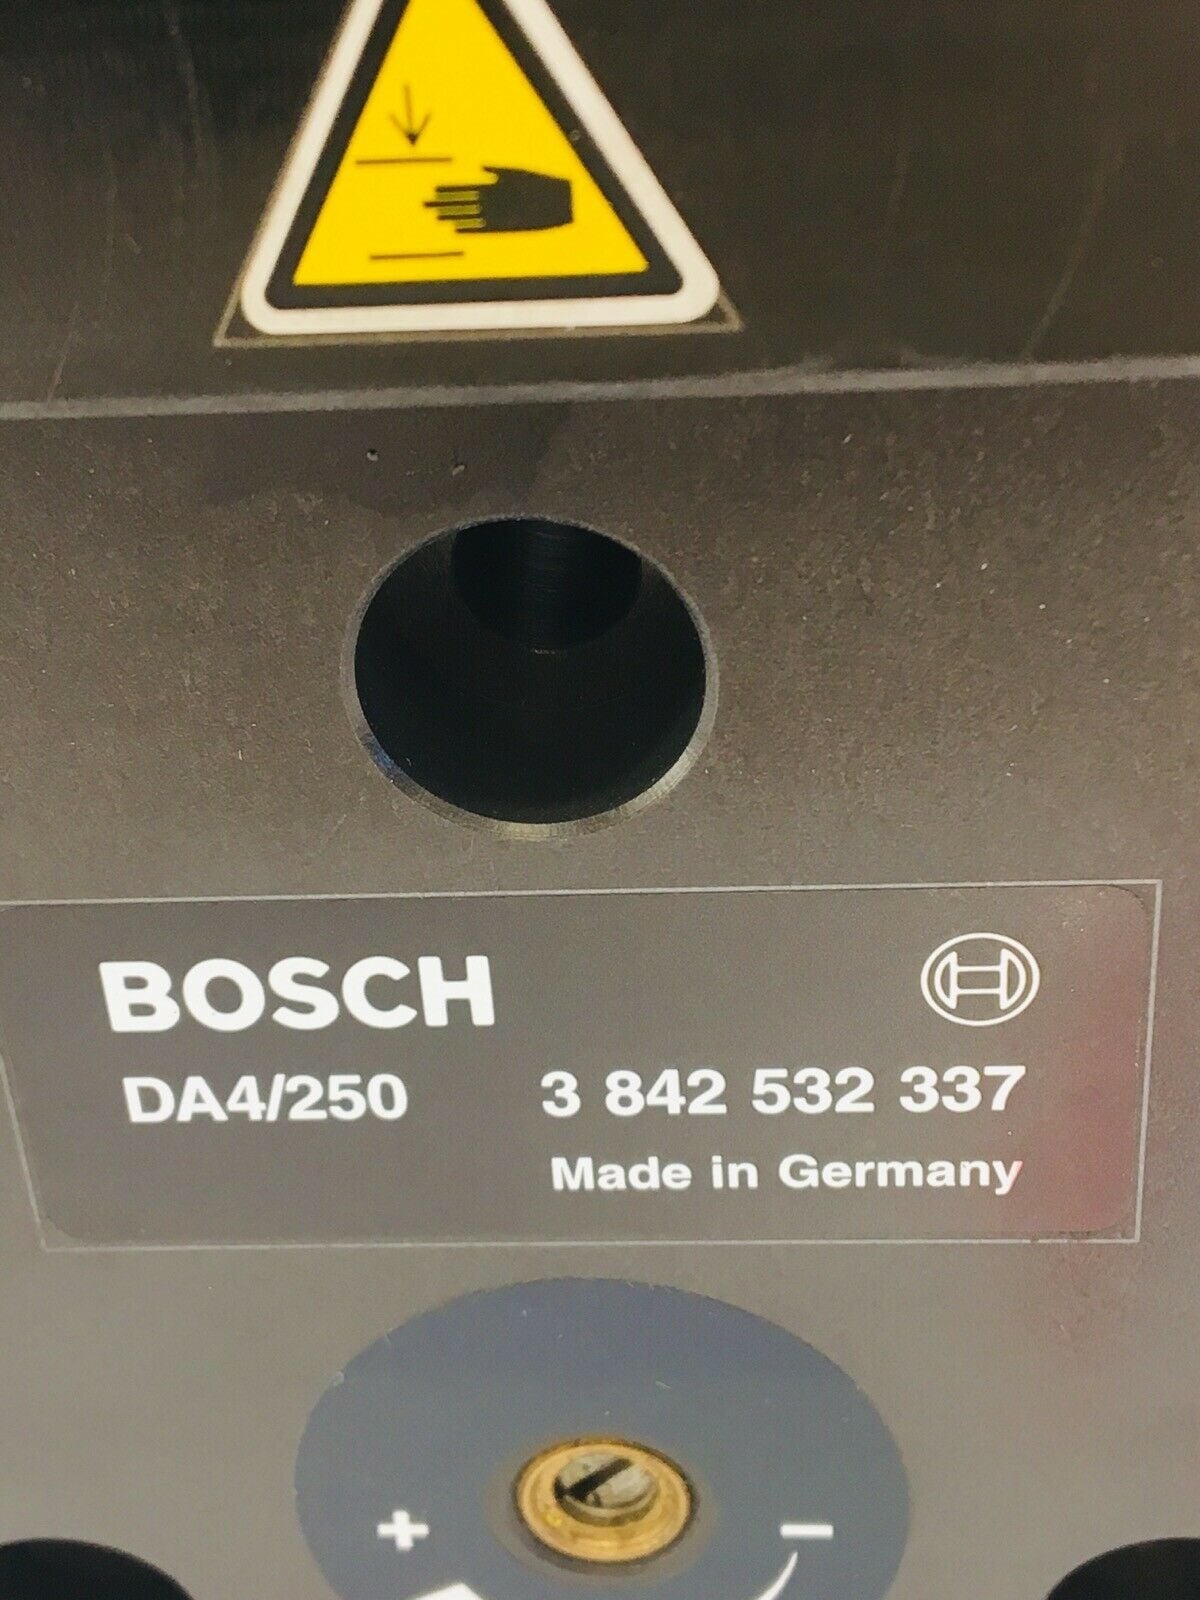 BOSCH
DA4/250 3 842 532 337
Made in Germany
+ −